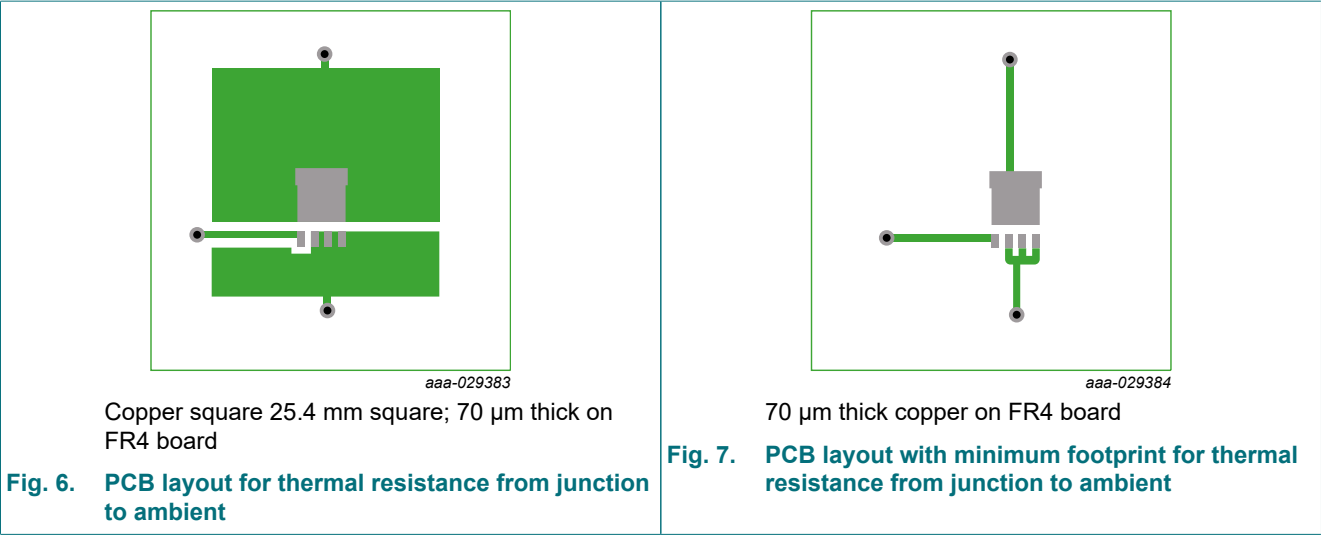 aaa-029383
Copper square 25.4 mm square; 70 μm thick on
FR4 board
Fig. 6. PCB layout for thermal resistance from junction
to ambient
aaa-029384
70 μm thick copper on FR4 board
Fig. 7. PCB layout with minimum footprint for thermal
resistance from junction to ambient